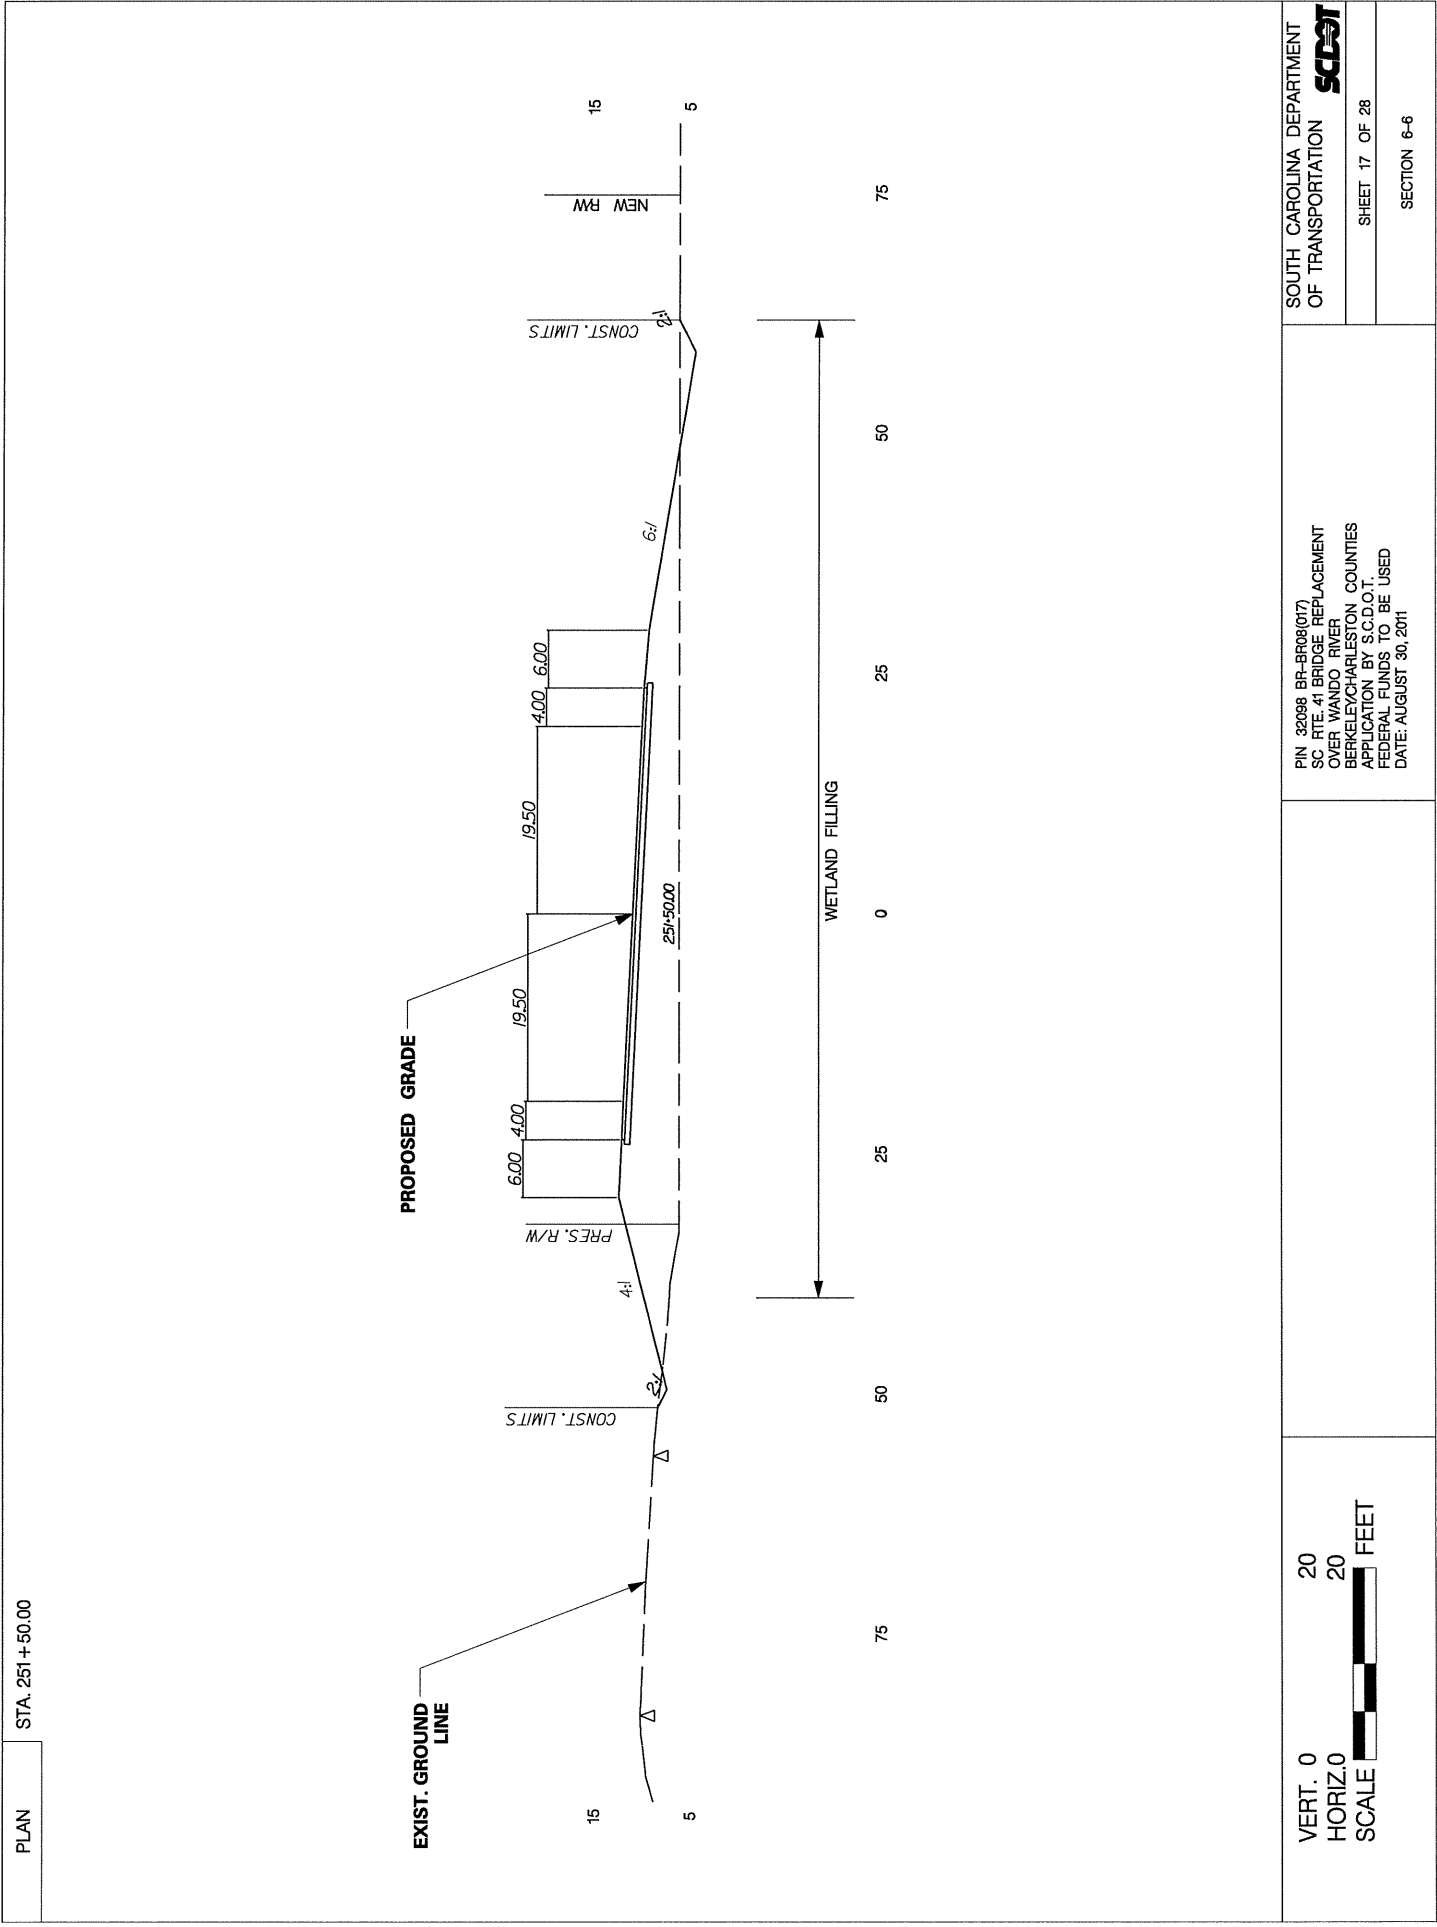 PLAN
STA. 251+50.00
EXIST. GROUND
LINE
PROPOSED GRADE
CONST. LIMITS
PRES. R/W
6.00
4.00
19.50
19.50
4.00
6.00
CONST. LIMITS
NEW R/W
15
15
2:1
4:1
251+50.00
6:1
2:1
5
5
WETLAND FILLING
75
50
25
0
25
50
75
VERT. 0 20
HORIZ.0 20
SCALE FEET
PIN 32098 BR-BR08(017)
SC RTE. 41 BRIDGE REPLACEMENT
OVER WANDO RIVER
BERKELEY/CHARLESTON COUNTIES
APPLICATION BY S.C.D.O.T.
FEDERAL FUNDS TO BE USED
DATE: AUGUST 30, 2011
SOUTH CAROLINA DEPARTMENT
OF TRANSPORTATION
SCDOT
SHEET 17 OF 28
SECTION 6-6